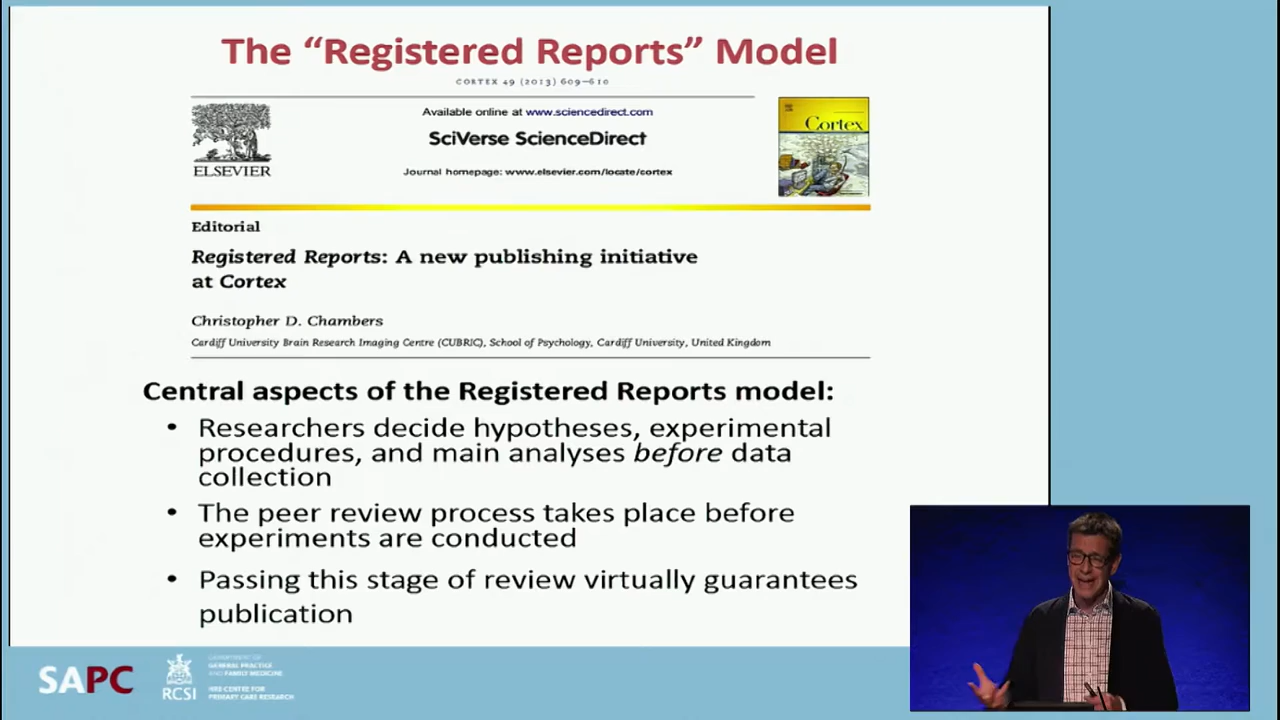 The “Registered Reports” Model
CORTEX 49 (2013) 609–610
Available online at www.sciencedirect.com
SciVerse ScienceDirect
Journal homepage: www.elsevier.com/locate/cortex
ELSEVIER
Cortex
Editorial
Registered Reports: A new publishing initiative
at Cortex
Christopher D. Chambers
Cardiff University Brain Research Imaging Centre (CUBRIC), School of Psychology, Cardiff University, United Kingdom
Central aspects of the Registered Reports model:
• Researchers decide hypotheses, experimental
procedures, and main analyses before data
collection
• The peer review process takes place before
experiments are conducted
• Passing this stage of review virtually guarantees
publication
SAPC
RCSI
DEPARTMENT OF
GENERAL PRACTICE
AND FAMILY MEDICINE
HRB CENTRE FOR
PRIMARY CARE RESEARCH